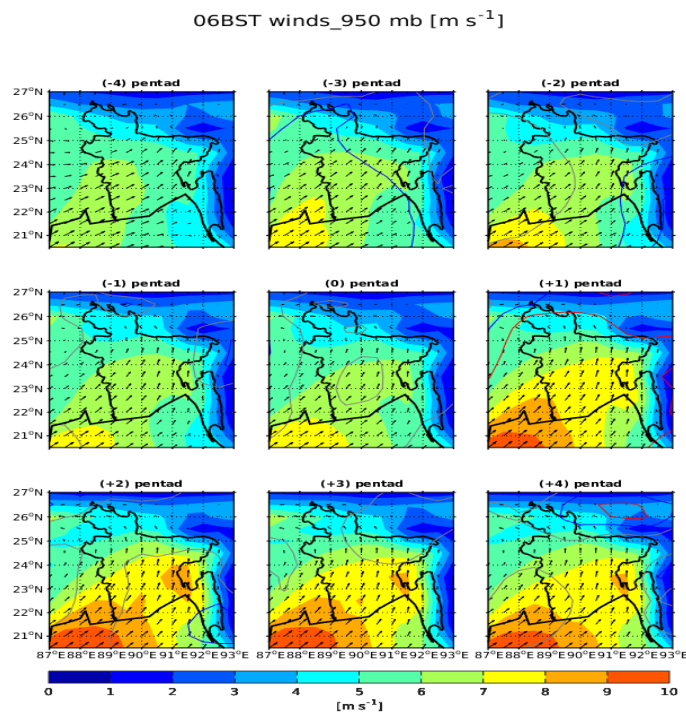 06BST winds_950 mb [m s⁻¹]
(-4) pentad (-3) pentad (-2) pentad
27°N
26°N
25°N
24°N
23°N
22°N
21°N
(-1) pentad (0) pentad (+1) pentad
27°N
26°N
25°N
24°N
23°N
22°N
21°N
(+2) pentad (+3) pentad (+4) pentad
27°N
26°N
25°N
24°N
23°N
22°N
21°N
87°E88°E89°E90°E91°E92°E93°E 87°E88°E89°E90°E91°E92°E93°E 87°E88°E89°E90°E91°E92°E93°E
0 1 2 3 4 5 6 7 8 9 10
[m s⁻¹]